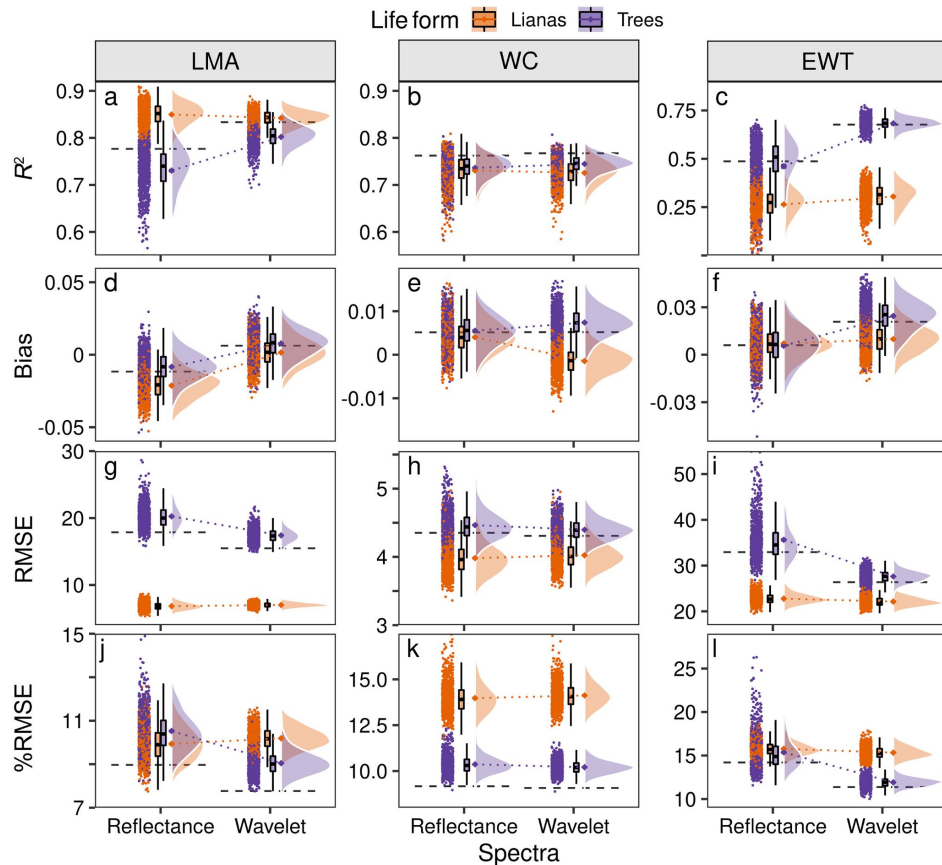 Life form Lianas Trees
LMA WC EWT
a b c
R²
0.9 0.8 0.7 0.6
0.9 0.8 0.7 0.6
0.75 0.50 0.25
d e f
Bias
0.05 0 -0.05
0.01 0 -0.01
0.03 0 -0.03
g h i
RMSE
30 20 10
5 4 3
50 40 30 20
j k l
%RMSE
15 11 7
15.0 12.5 10.0
25 20 15 10
Reflectance Wavelet Reflectance Wavelet Reflectance Wavelet
Spectra